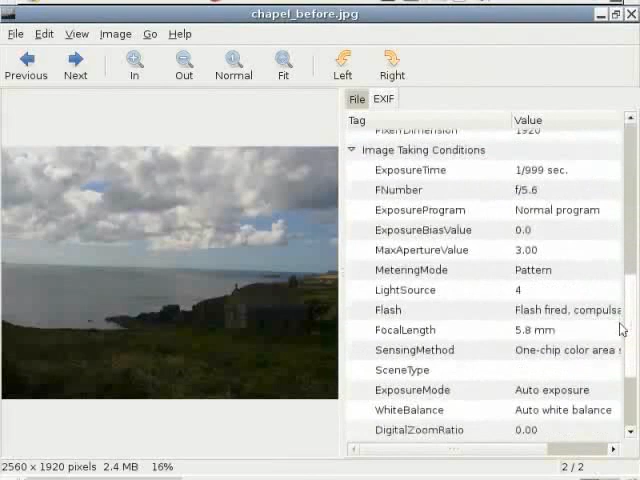 chapel_before.jpg
File Edit View Image Go Help
Previous Next In Out Normal Fit Left Right
File EXIF
Tag Value
PixelDimension 1920
Image Taking Conditions
ExposureTime 1/999 sec.
FNumber f/5.6
ExposureProgram Normal program
ExposureBiasValue 0.0
MaxApertureValue 3.00
MeteringMode Pattern
LightSource 4
Flash Flash fired, compulsa
FocalLength 5.8 mm
SensingMethod One-chip color area s
SceneType
ExposureMode Auto exposure
WhiteBalance Auto white balance
DigitalZoomRatio 0.00
2560 x 1920 pixels 2.4 MB 16% 2 / 2